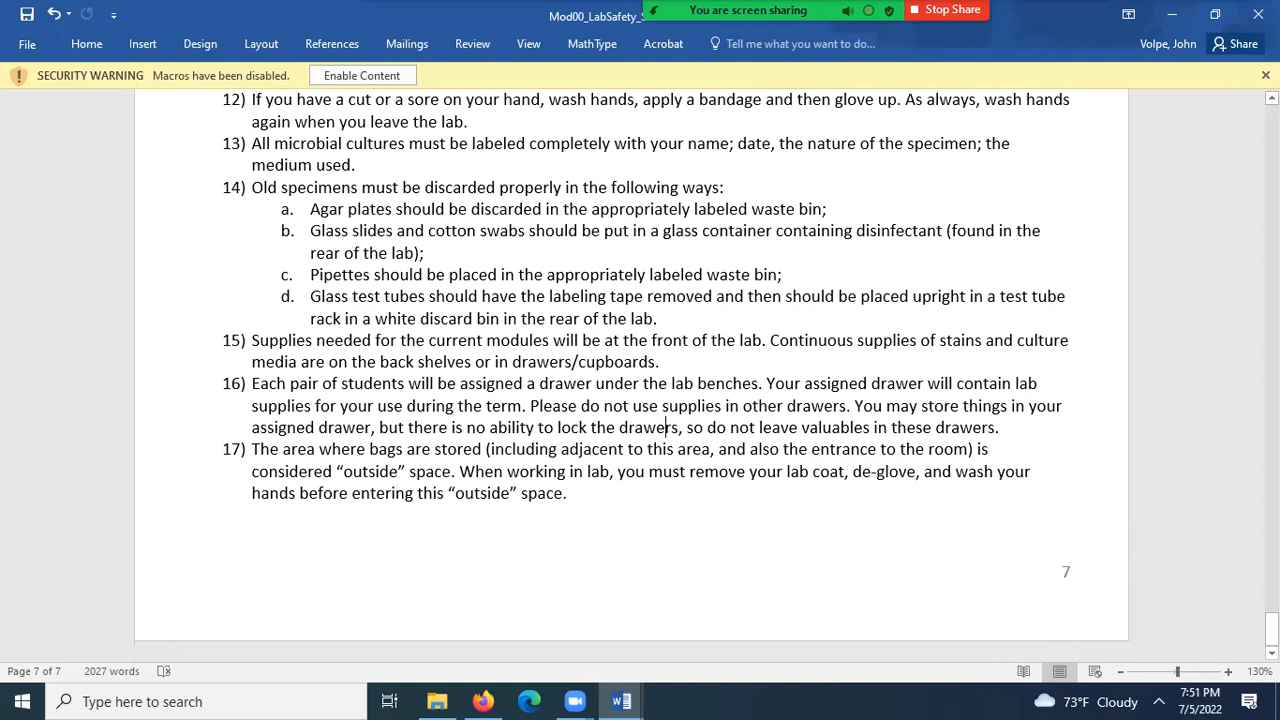 Mod00_LabSafety_S
You are screen sharing
Stop Share
File Home Insert Design Layout References Mailings Review View MathType Acrobat Tell me what you want to do... Volpe, John Share
SECURITY WARNING Macros have been disabled. Enable Content
12) If you have a cut or a sore on your hand, wash hands, apply a bandage and then glove up. As always, wash hands
again when you leave the lab.
13) All microbial cultures must be labeled completely with your name; date, the nature of the specimen; the
medium used.
14) Old specimens must be discarded properly in the following ways:
a. Agar plates should be discarded in the appropriately labeled waste bin;
b. Glass slides and cotton swabs should be put in a glass container containing disinfectant (found in the
rear of the lab);
c. Pipettes should be placed in the appropriately labeled waste bin;
d. Glass test tubes should have the labeling tape removed and then should be placed upright in a test tube
rack in a white discard bin in the rear of the lab.
15) Supplies needed for the current modules will be at the front of the lab. Continuous supplies of stains and culture
media are on the back shelves or in drawers/cupboards.
16) Each pair of students will be assigned a drawer under the lab benches. Your assigned drawer will contain lab
supplies for your use during the term. Please do not use supplies in other drawers. You may store things in your
assigned drawer, but there is no ability to lock the drawers, so do not leave valuables in these drawers.
17) The area where bags are stored (including adjacent to this area, and also the entrance to the room) is
considered “outside” space. When working in lab, you must remove your lab coat, de-glove, and wash your
hands before entering this “outside” space.
7
Page 7 of 7 2027 words 130%
Type here to search 73°F Cloudy 7:51 PM
7/5/2022